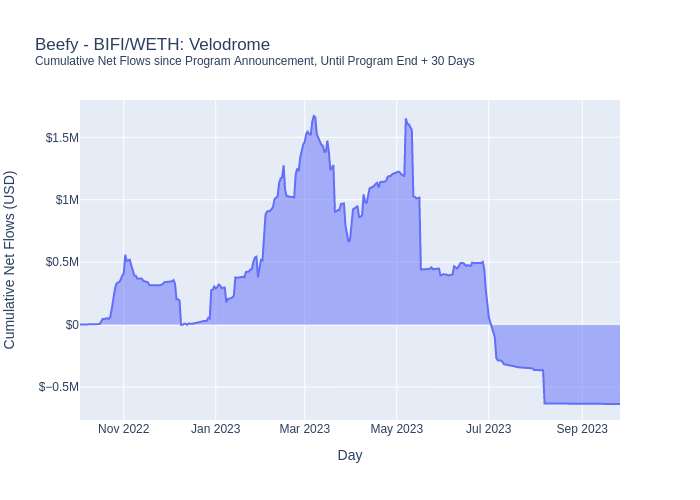 Beefy - BIFI/WETH: Velodrome
Cumulative Net Flows since Program Announcement, Until Program End + 30 Days
Cumulative Net Flows (USD)
$1.5M
$1M
$0.5M
$0
$−0.5M
Nov 2022
Jan 2023
Mar 2023
May 2023
Jul 2023
Sep 2023
Day